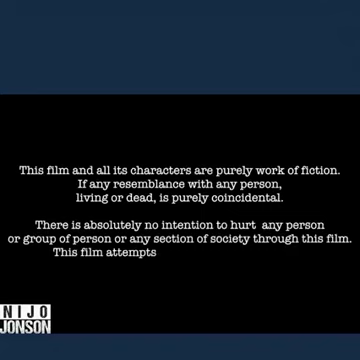 This film and all its characters are purely work of fiction.
If any resemblance with any person,
living or dead, is purely coincidental.
There is absolutely no intention to hurt any person
or group of person or any section of society through this film.
This film attempts
NIJO
JONSON